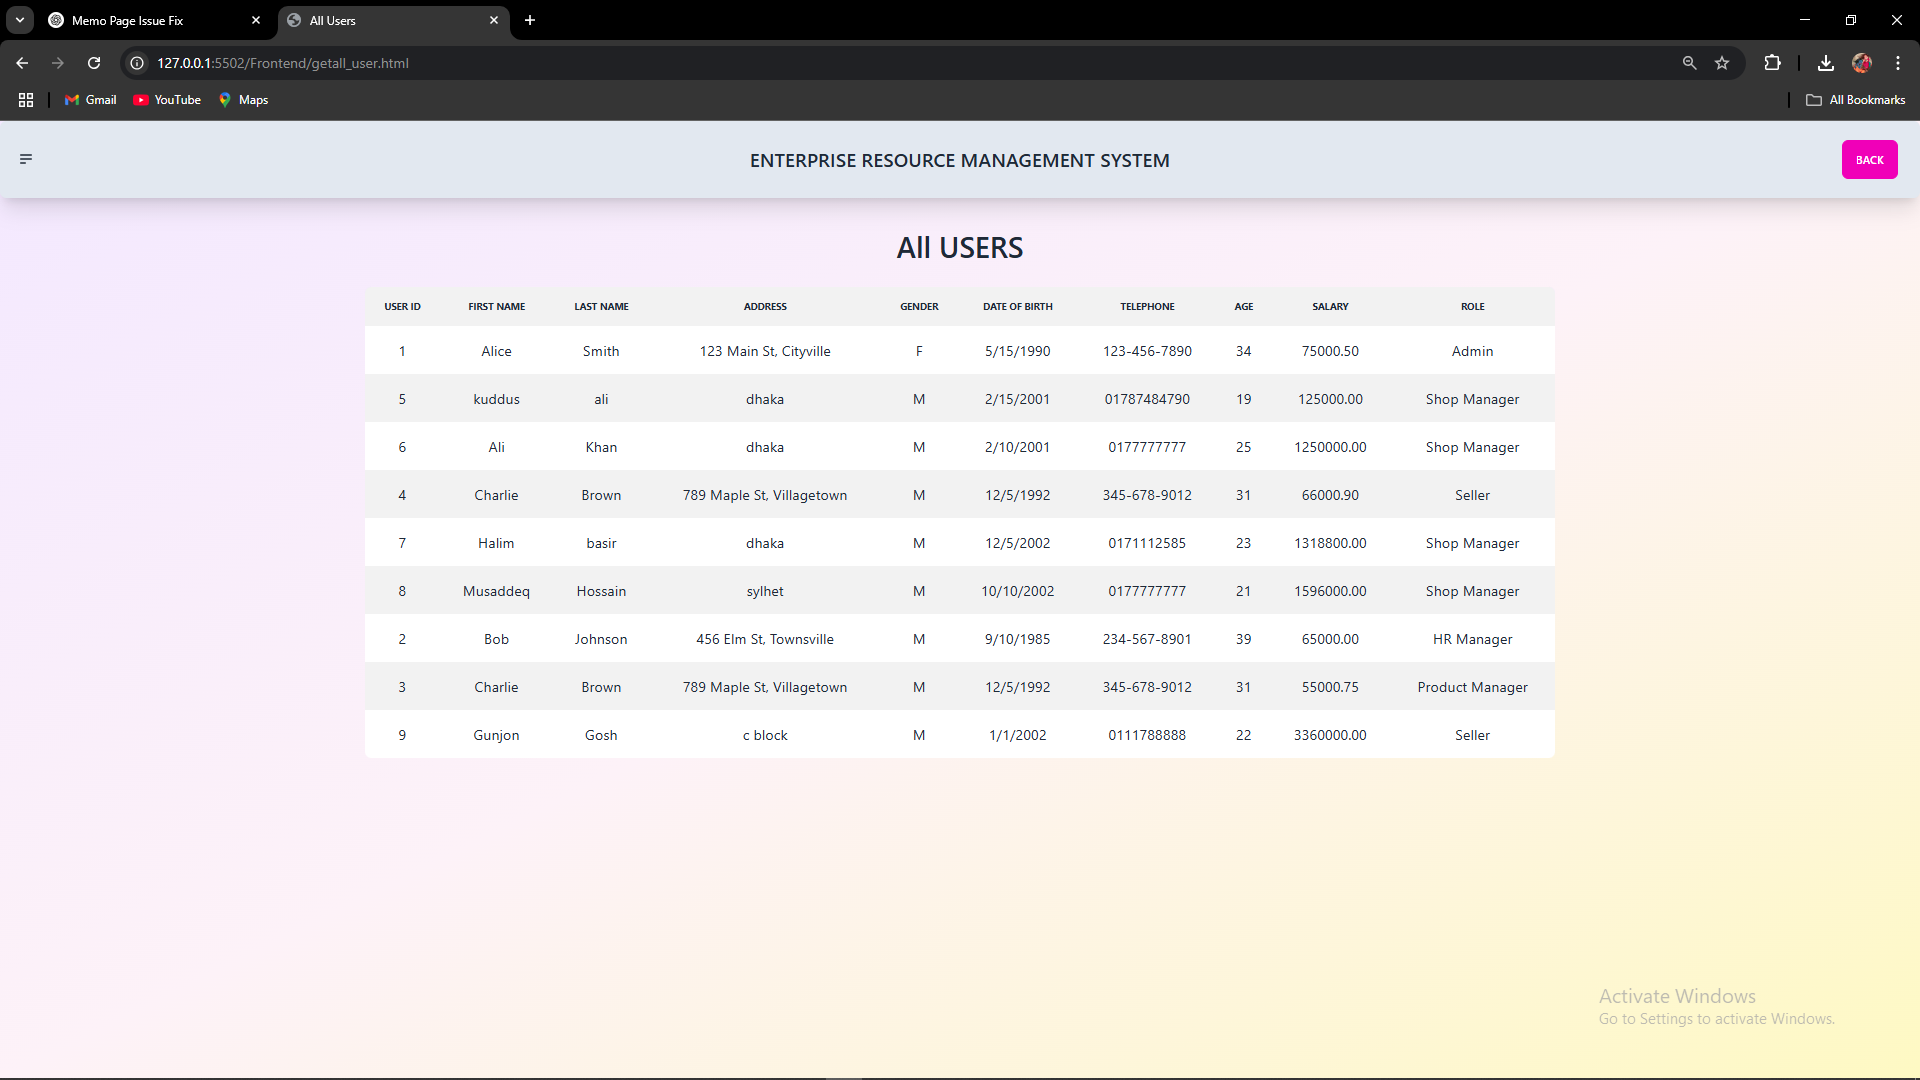 Memo Page Issue Fix
All Users
127.0.0.1:5502/Frontend/getall_user.html
Gmail YouTube Maps All Bookmarks
ENTERPRISE RESOURCE MANAGEMENT SYSTEM
BACK
All USERS
USER ID FIRST NAME LAST NAME ADDRESS GENDER DATE OF BIRTH TELEPHONE AGE SALARY ROLE
1 Alice Smith 123 Main St, Cityville F 5/15/1990 123-456-7890 34 75000.50 Admin
5 kuddus ali dhaka M 2/15/2001 01787484790 19 125000.00 Shop Manager
6 Ali Khan dhaka M 2/10/2001 0177777777 25 1250000.00 Shop Manager
4 Charlie Brown 789 Maple St, Villagetown M 12/5/1992 345-678-9012 31 66000.90 Seller
7 Halim basir dhaka M 12/5/2002 0171112585 23 1318800.00 Shop Manager
8 Musaddeq Hossain sylhet M 10/10/2002 0177777777 21 1596000.00 Shop Manager
2 Bob Johnson 456 Elm St, Townsville M 9/10/1985 234-567-8901 39 65000.00 HR Manager
3 Charlie Brown 789 Maple St, Villagetown M 12/5/1992 345-678-9012 31 55000.75 Product Manager
9 Gunjon Gosh c block M 1/1/2002 0111788888 22 3360000.00 Seller
Activate Windows
Go to Settings to activate Windows.